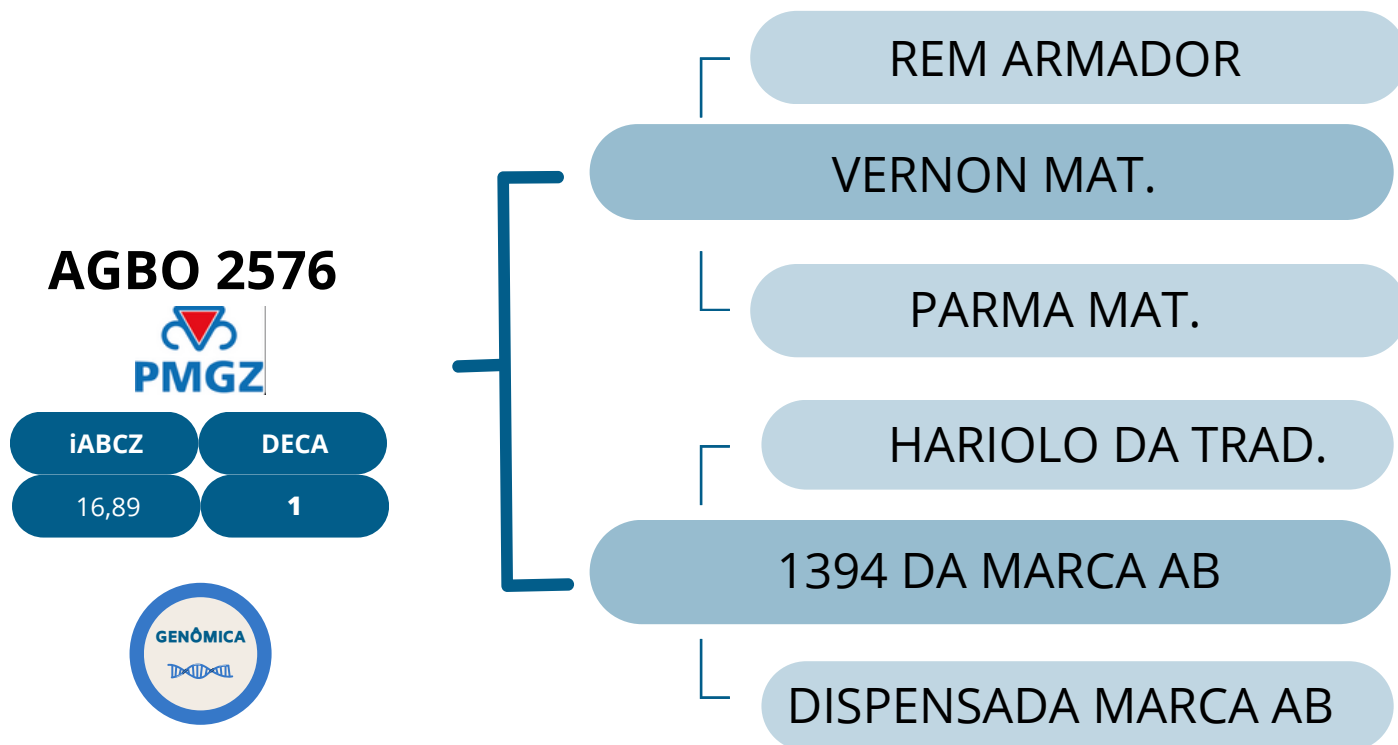 REM ARMADOR
VERNON MAT.
PARMA MAT.
AGBO 2576
PMGZ
iABCZ DECA
16,89 1
GENÔMICA
HARIOLO DA TRAD.
1394 DA MARCA AB
DISPENSADA MARCA AB